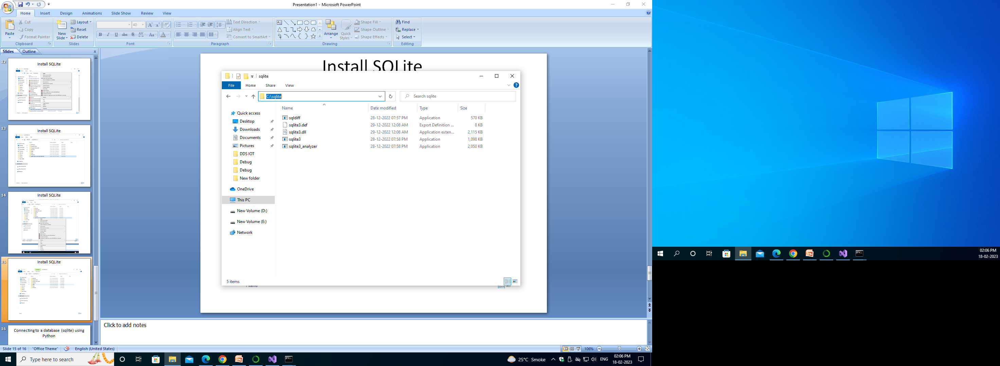 Presentation1 - Microsoft PowerPoint
Home Insert Design Animations Slide Show Review View
Paste
Cut
Copy
Format Painter
Clipboard
New Slide
Layout
Reset
Delete
Slides
40
Font
Text Direction
Align Text
Convert to SmartArt
Paragraph
Arrange
Quick Styles
Shape Fill
Shape Outline
Shape Effects
Drawing
Find
Replace
Select
Editing
Slides Outline
12
Install SQLite
13
Install SQLite
14
Install SQLite
15
Install SQLite
16
Connecting to a database (sqlite) using
Python
Install SQLite
sqlite
File Home Share View
C:\sqlite
Search sqlite
Name Date modified Type Size
Quick access
Desktop
Downloads
Documents
Pictures
DDS IOT
Debug
Debug
New folder
OneDrive
This PC
New Volume (D:)
New Volume (E:)
Network
sqldiff 28-12-2022 07:57 PM Application 570 KB
sqlite3.def 29-12-2022 12:08 AM Export Definition ... 8 KB
sqlite3.dll 29-12-2022 12:08 AM Application exten... 2,115 KB
sqlite3 28-12-2022 07:58 PM Application 1,098 KB
sqlite3_analyzer 28-12-2022 07:58 PM Application 2,050 KB
5 items
Click to add notes
Slide 15 of 16 "Office Theme" English (United States)
106%
Type here to search
25°C Smoke
ENG
02:06 PM
18-02-2023
02:06 PM
18-02-2023